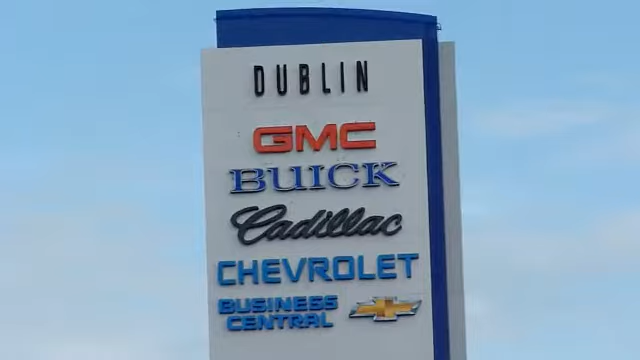 DUBLIN
GMC
BUICK
Cadillac
CHEVROLET
BUSINESS
CENTRAL